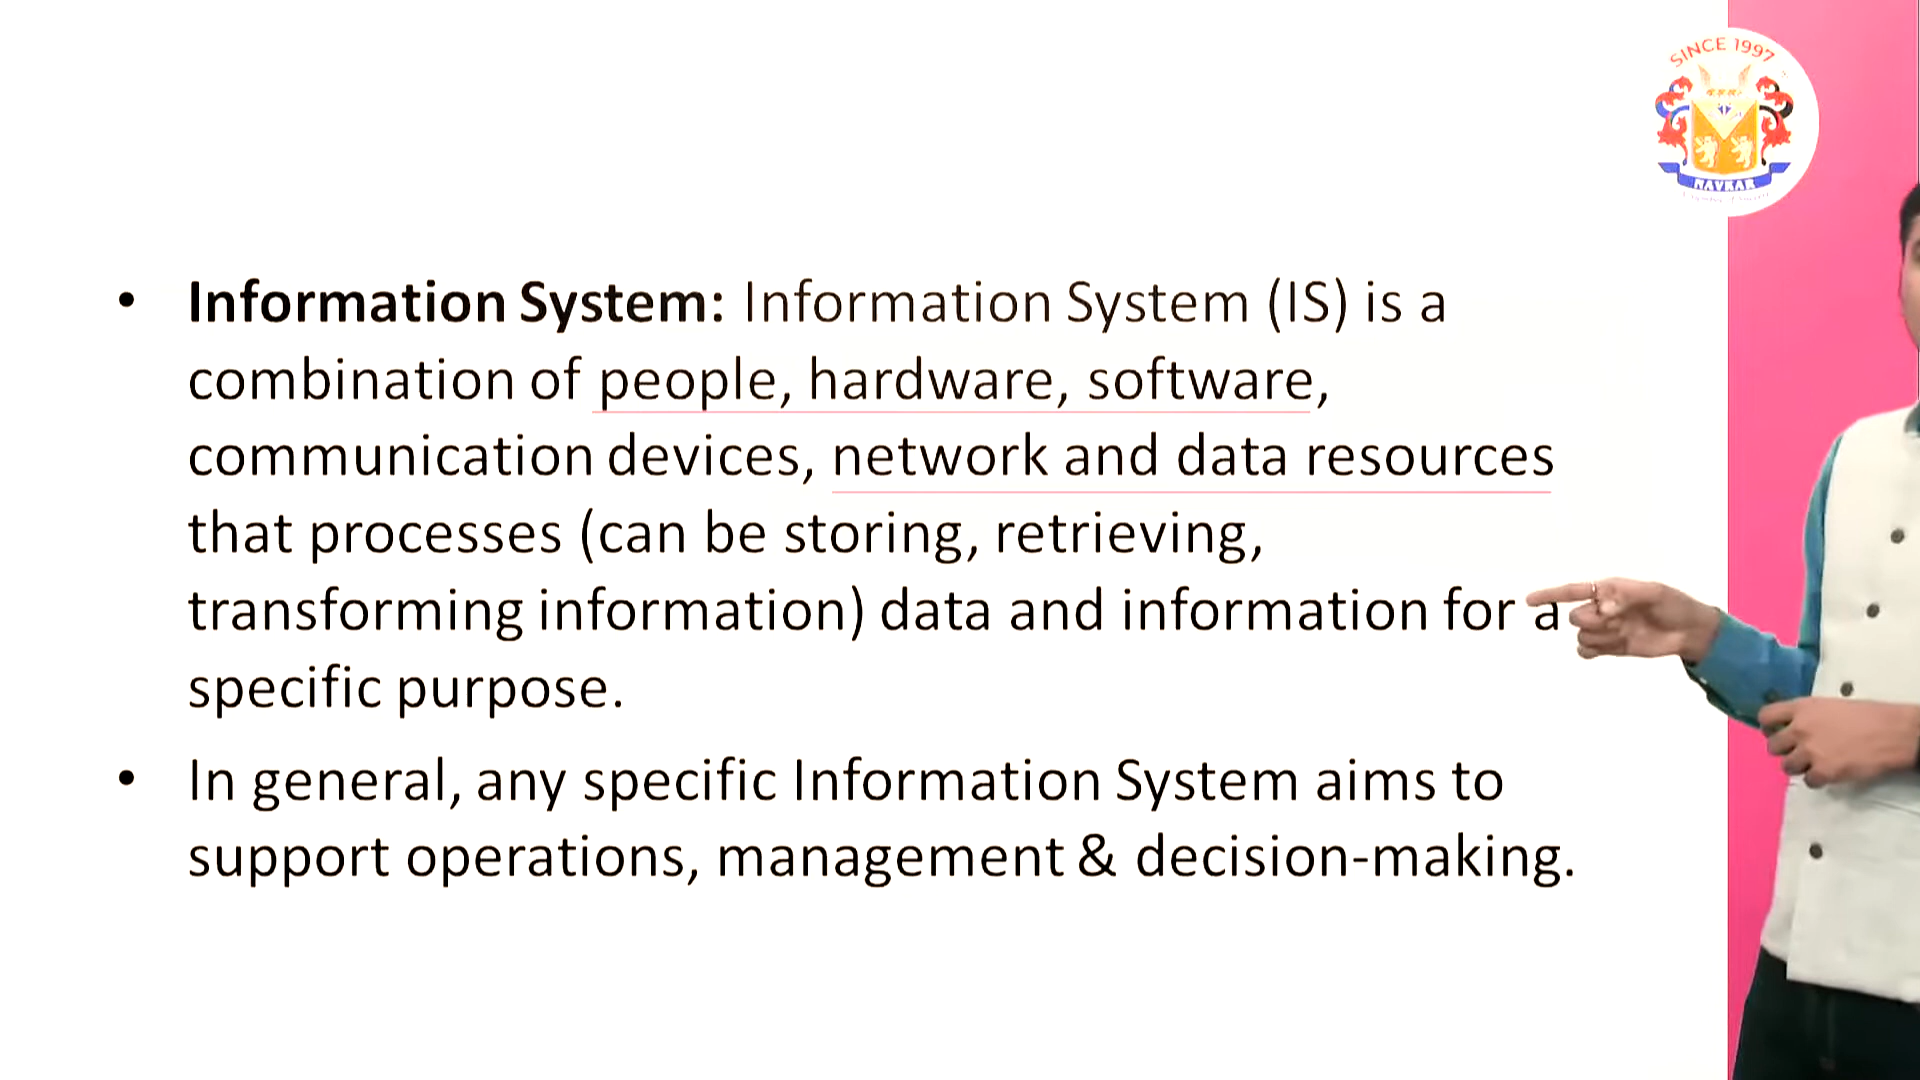 SINCE 1997
NAVKAR
• Information System: Information System (IS) is a
combination of people, hardware, software,
communication devices, network and data resources
that processes (can be storing, retrieving,
transforming information) data and information for a
specific purpose.
• In general, any specific Information System aims to
support operations, management & decision-making.